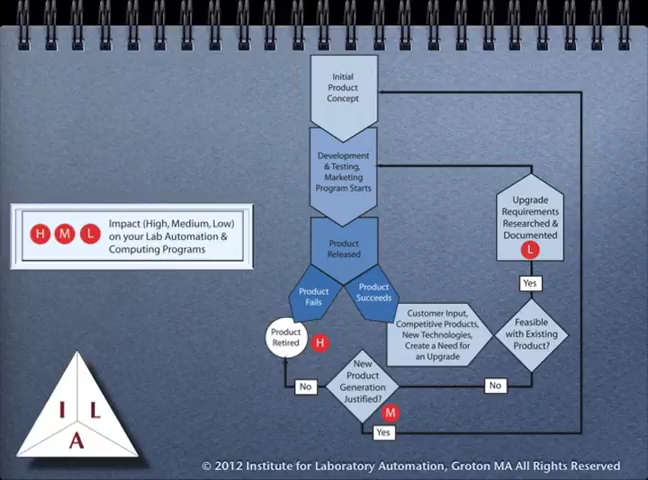 Initial
Product
Concept
Development
& Testing,
Marketing
Program Starts
Product
Released
Product
Fails
Product
Succeeds
Customer Input,
Competitive Products,
New Technologies,
Create a Need for
an Upgrade
Feasible
with Existing
Product?
Yes
Upgrade
Requirements
Researched &
Documented
L
No
New
Product
Generation
Justified?
M
Yes
No
Product
Retired
H
H M L
Impact (High, Medium, Low)
on your Lab Automation &
Computing Programs
I L
A
© 2012 Institute for Laboratory Automation, Groton MA All Rights Reserved